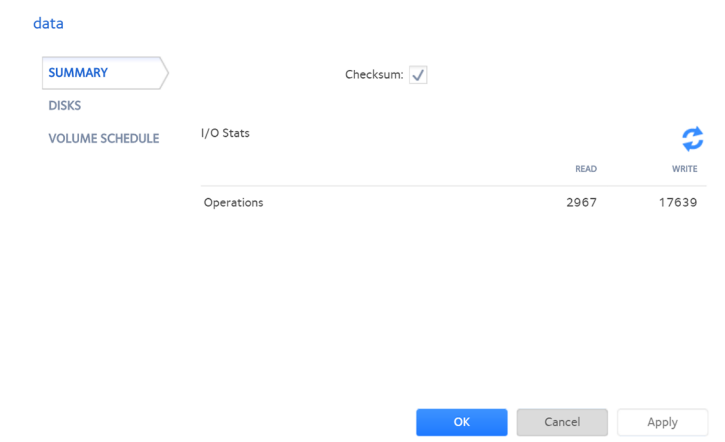 data
SUMMARY
Checksum:
DISKS
VOLUME SCHEDULE
I/O Stats
READ WRITE
Operations 2967 17639
OK Cancel Apply